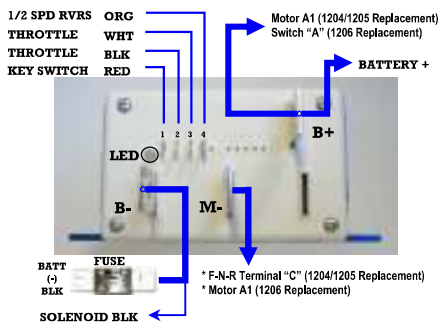 1/2 SPD RVRS ORG
THROTTLE WHT
THROTTLE BLK
KEY SWITCH RED
Motor A1 (1204/1205 Replacement)
Switch "A" (1206 Replacement)
BATTERY +
1 2 3 4
B+
LED
B-
M-
FUSE
BATT
(-)
BLK
* F-N-R Terminal "C" (1204/1205 Replacement)
* Motor A1 (1206 Replacement)
SOLENOID BLK